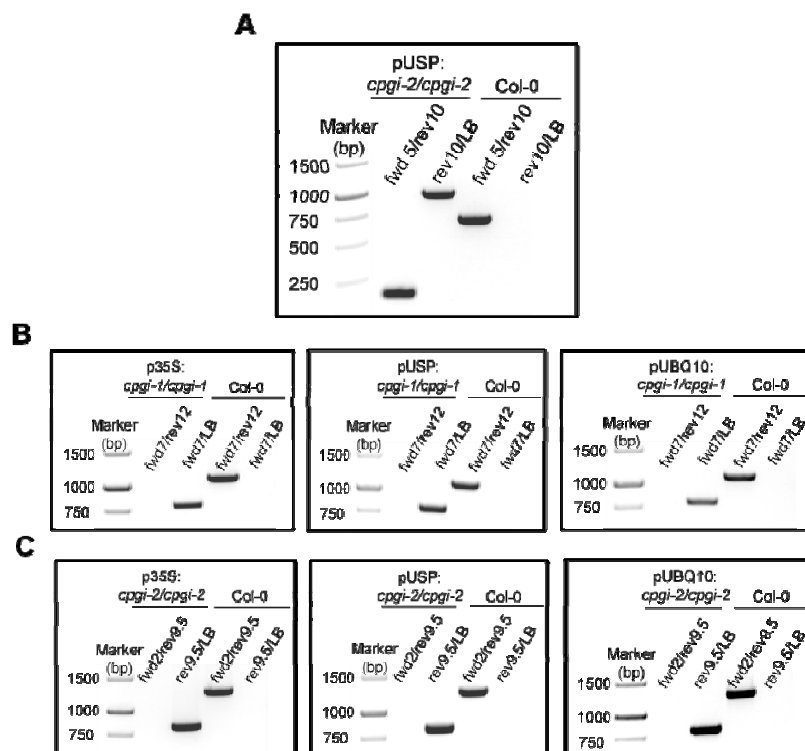 A
pUSP:
cpgi-2/cpgi-2 Col-0
Marker
(bp)
fwd 5/rev10 rev10/LB fwd 5/rev10 rev10/LB
1500
1000
750
500
250
B
p35S:
cpgi-1/cpgi-1 Col-0
Marker
(bp)
fwd7/rev12 fwd7/LB fwd7/rev12 fwd7/LB
1500
1000
750
pUSP:
cpgi-1/cpgi-1 Col-0
Marker
(bp)
fwd7/rev12 fwd7/LB fwd7/rev12 fwd7/LB
1500
1000
750
pUBQ10:
cpgi-1/cpgi-1 Col-0
Marker
(bp)
fwd7/rev12 fwd7/LB fwd7/rev12 fwd7/LB
1500
1000
750
C
p35S:
cpgi-2/cpgi-2 Col-0
Marker
(bp)
fwd2/rev9.5 rev9.5/LB fwd2/rev9.5 rev9.5/LB
1500
1000
750
pUSP:
cpgi-2/cpgi-2 Col-0
Marker
(bp)
fwd2/rev9.5 rev9.5/LB fwd2/rev9.5 rev9.5/LB
1500
1000
750
pUBQ10:
cpgi-2/cpgi-2 Col-0
Marker
(bp)
fwd2/rev9.5 rev9.5/LB fwd2/rev9.5 rev9.5/LB
1500
1000
750